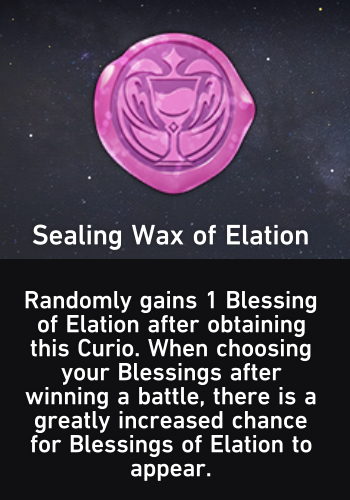 Sealing Wax of Elation
Randomly gains 1 Blessing
of Elation after obtaining
this Curio. When choosing
your Blessings after
winning a battle, there is a
greatly increased chance
for Blessings of Elation to
appear.